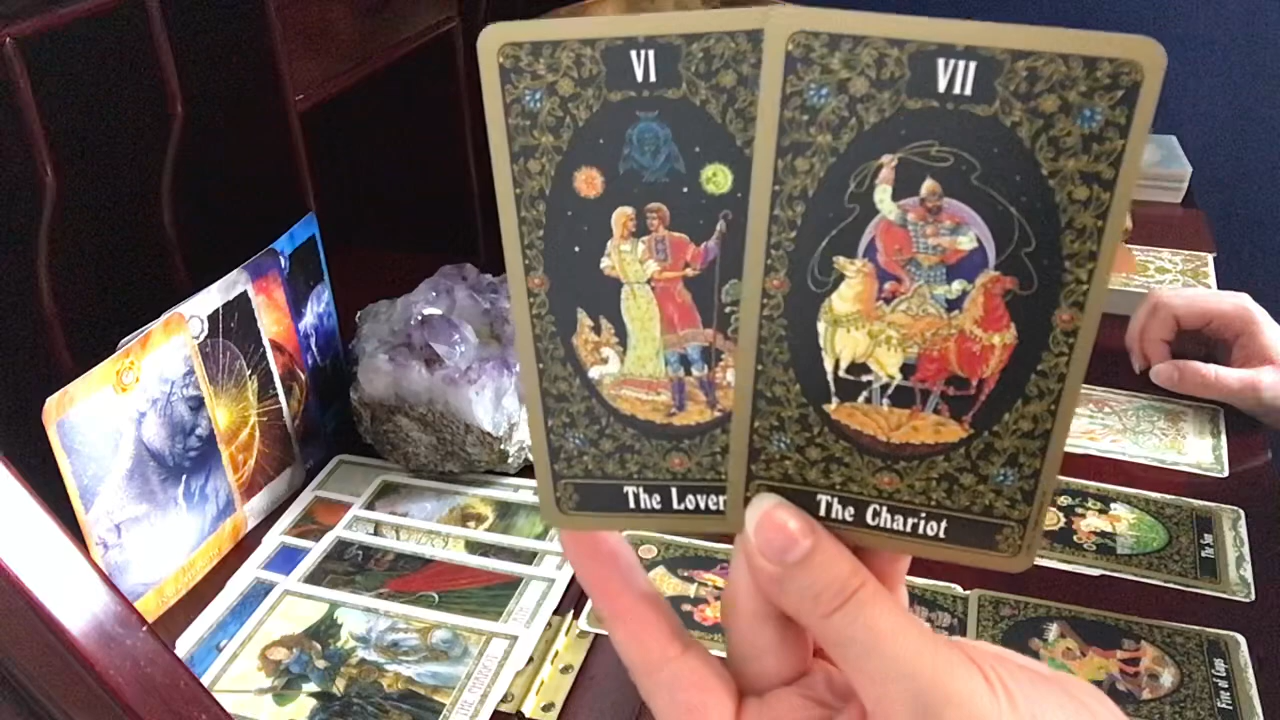 VI
VII
The Lover
The Chariot
The Sun
Five of Cups
THE CHARIOT